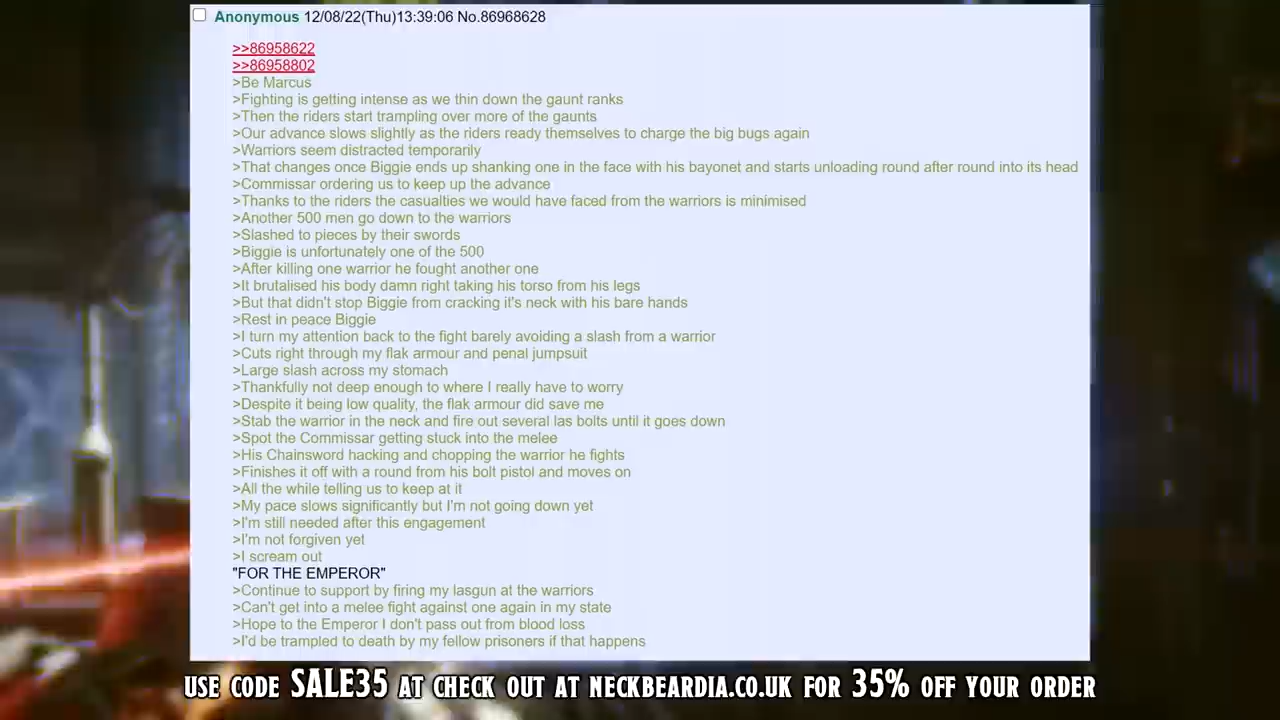 Anonymous 12/08/22(Thu)13:39:06 No.86968628
>>86958622
>>86958802
>Be Marcus
>Fighting is getting intense as we thin down the gaunt ranks
>Then the riders start trampling over more of the gaunts
>Our advance slows slightly as the riders ready themselves to charge the big bugs again
>Warriors seem distracted temporarily
>That changes once Biggie ends up shanking one in the face with his bayonet and starts unloading round after round into its head
>Commissar ordering us to keep up the advance
>Thanks to the riders the casualties we would have faced from the warriors is minimised
>Another 500 men go down to the warriors
>Slashed to pieces by their swords
>Biggie is unfortunately one of the 500
>After killing one warrior he fought another one
>It brutalised his body damn right taking his torso from his legs
>But that didn't stop Biggie from cracking it's neck with his bare hands
>Rest in peace Biggie
>I turn my attention back to the fight barely avoiding a slash from a warrior
>Cuts right through my flak armour and penal jumpsuit
>Large slash across my stomach
>Thankfully not deep enough to where I really have to worry
>Despite it being low quality, the flak armour did save me
>Stab the warrior in the neck and fire out several las bolts until it goes down
>Spot the Commissar getting stuck into the melee
>His Chainsword hacking and chopping the warrior he fights
>Finishes it off with a round from his bolt pistol and moves on
>All the while telling us to keep at it
>My pace slows significantly but I'm not going down yet
>I'm still needed after this engagement
>I'm not forgiven yet
>I scream out
"FOR THE EMPEROR"
>Continue to support by firing my lasgun at the warriors
>Can't get into a melee fight against one again in my state
>Hope to the Emperor I don't pass out from blood loss
>I'd be trampled to death by my fellow prisoners if that happens
USE CODE SALE35 AT CHECK OUT AT NECKBEARDIA.CO.UK FOR 35% OFF YOUR ORDER